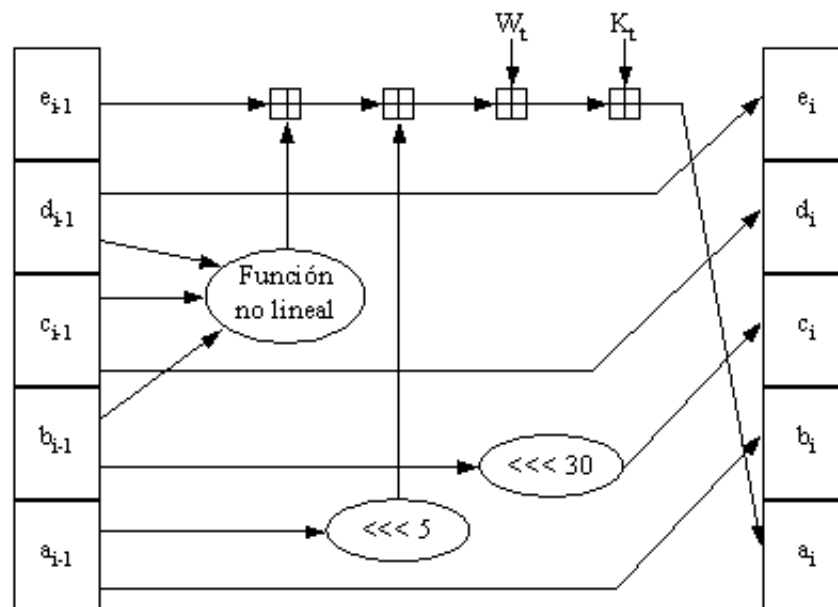 W_t K_t
e_{i-1} e_i
d_{i-1} d_i
Función
no lineal
c_{i-1} c_i
b_{i-1} b_i
<<< 30
<<< 5
a_{i-1} a_i